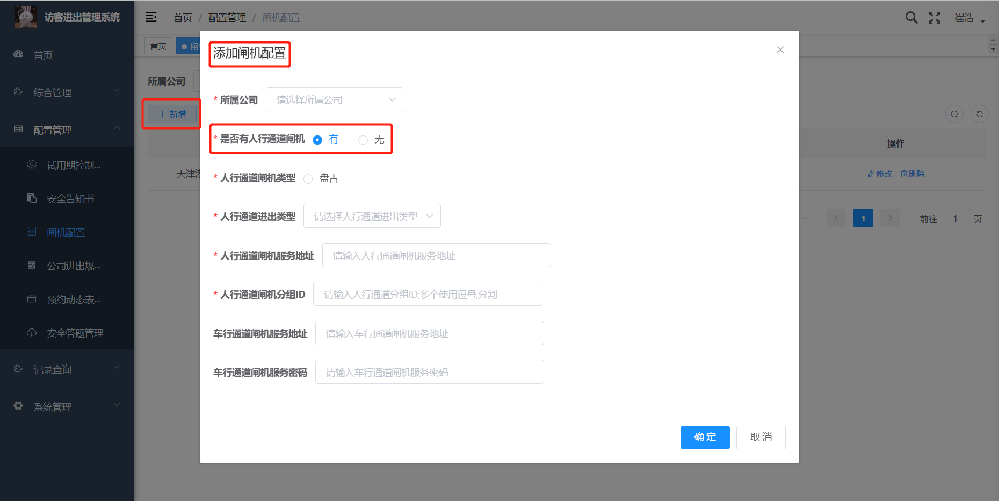 访客进出管理系统
首页
综合管理
配置管理
试用期控制...
安全告知书
闸机配置
公司进出规...
预约动态表...
安全答题管理
记录查询
系统管理
首页 / 配置管理 / 闸机配置
崔浩
首页
闸
所属公司
+ 新增
操作
天津
修改 删除
1
前往 1 页
添加闸机配置
* 所属公司 请选择所属公司
* 是否有人行通道闸机 有 无
* 人行通道闸机类型 盘古
* 人行通道进出类型 请选择人行通道进出类型
* 人行通道闸机服务地址 请输入人行通道闸机服务地址
* 人行通道闸机分组ID 请输入人行通道分组ID;多个使用逗号,分割
车行通道闸机服务地址 请输入车行通道闸机服务地址
车行通道闸机服务密码 请输入车行通道闸机服务密码
确定 取消